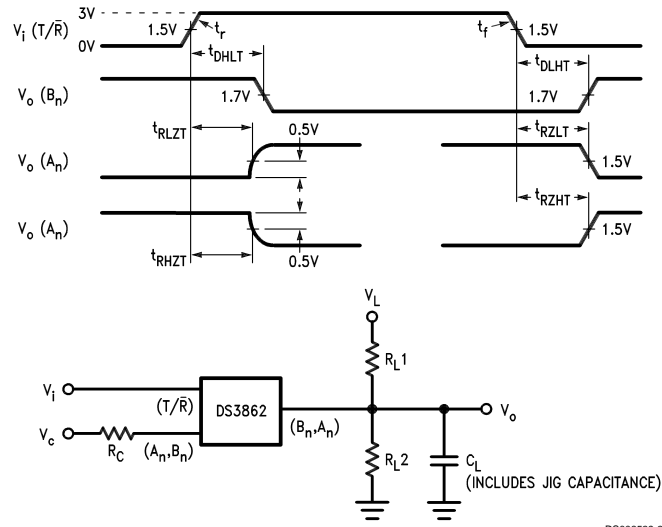 3V
Vi (T/R̄)
1.5V
tr
tf
1.5V
0V
tDHLT
tDLHT
Vo (Bn)
1.7V
1.7V
tRLZT
0.5V
tRZLT
Vo (An)
1.5V
tRZHT
Vo (An)
1.5V
tRHZT
0.5V
VL
RL1
Vi
(T/R̄)
DS3862
(Bn,An)
Vo
Vc
RC
(An,Bn)
RL2
CL
(INCLUDES JIG CAPACITANCE)